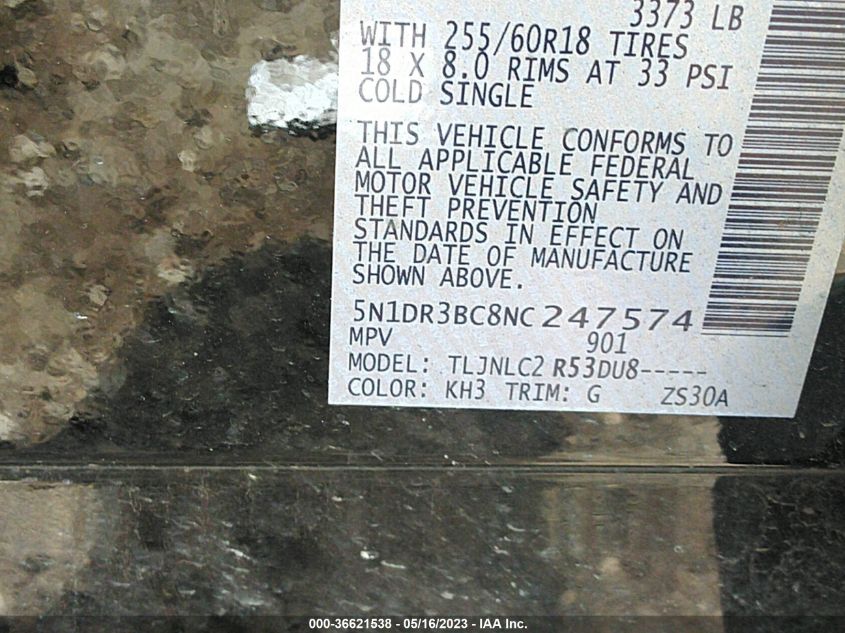 3373 LB
WITH 255/60R18 TIRES
18 X 8.0 RIMS AT 33 PSI
COLD SINGLE
THIS VEHICLE CONFORMS TO
ALL APPLICABLE FEDERAL
MOTOR VEHICLE SAFETY AND
THEFT PREVENTION
STANDARDS IN EFFECT ON
THE DATE OF MANUFACTURE
SHOWN ABOVE.
5N1DR3BC8NC247574
MPV 901
MODEL: TLJNLC2 R53DU8-----
COLOR: KH3 TRIM: G ZS30A
000-36621538 - 05/16/2023 - IAA Inc.